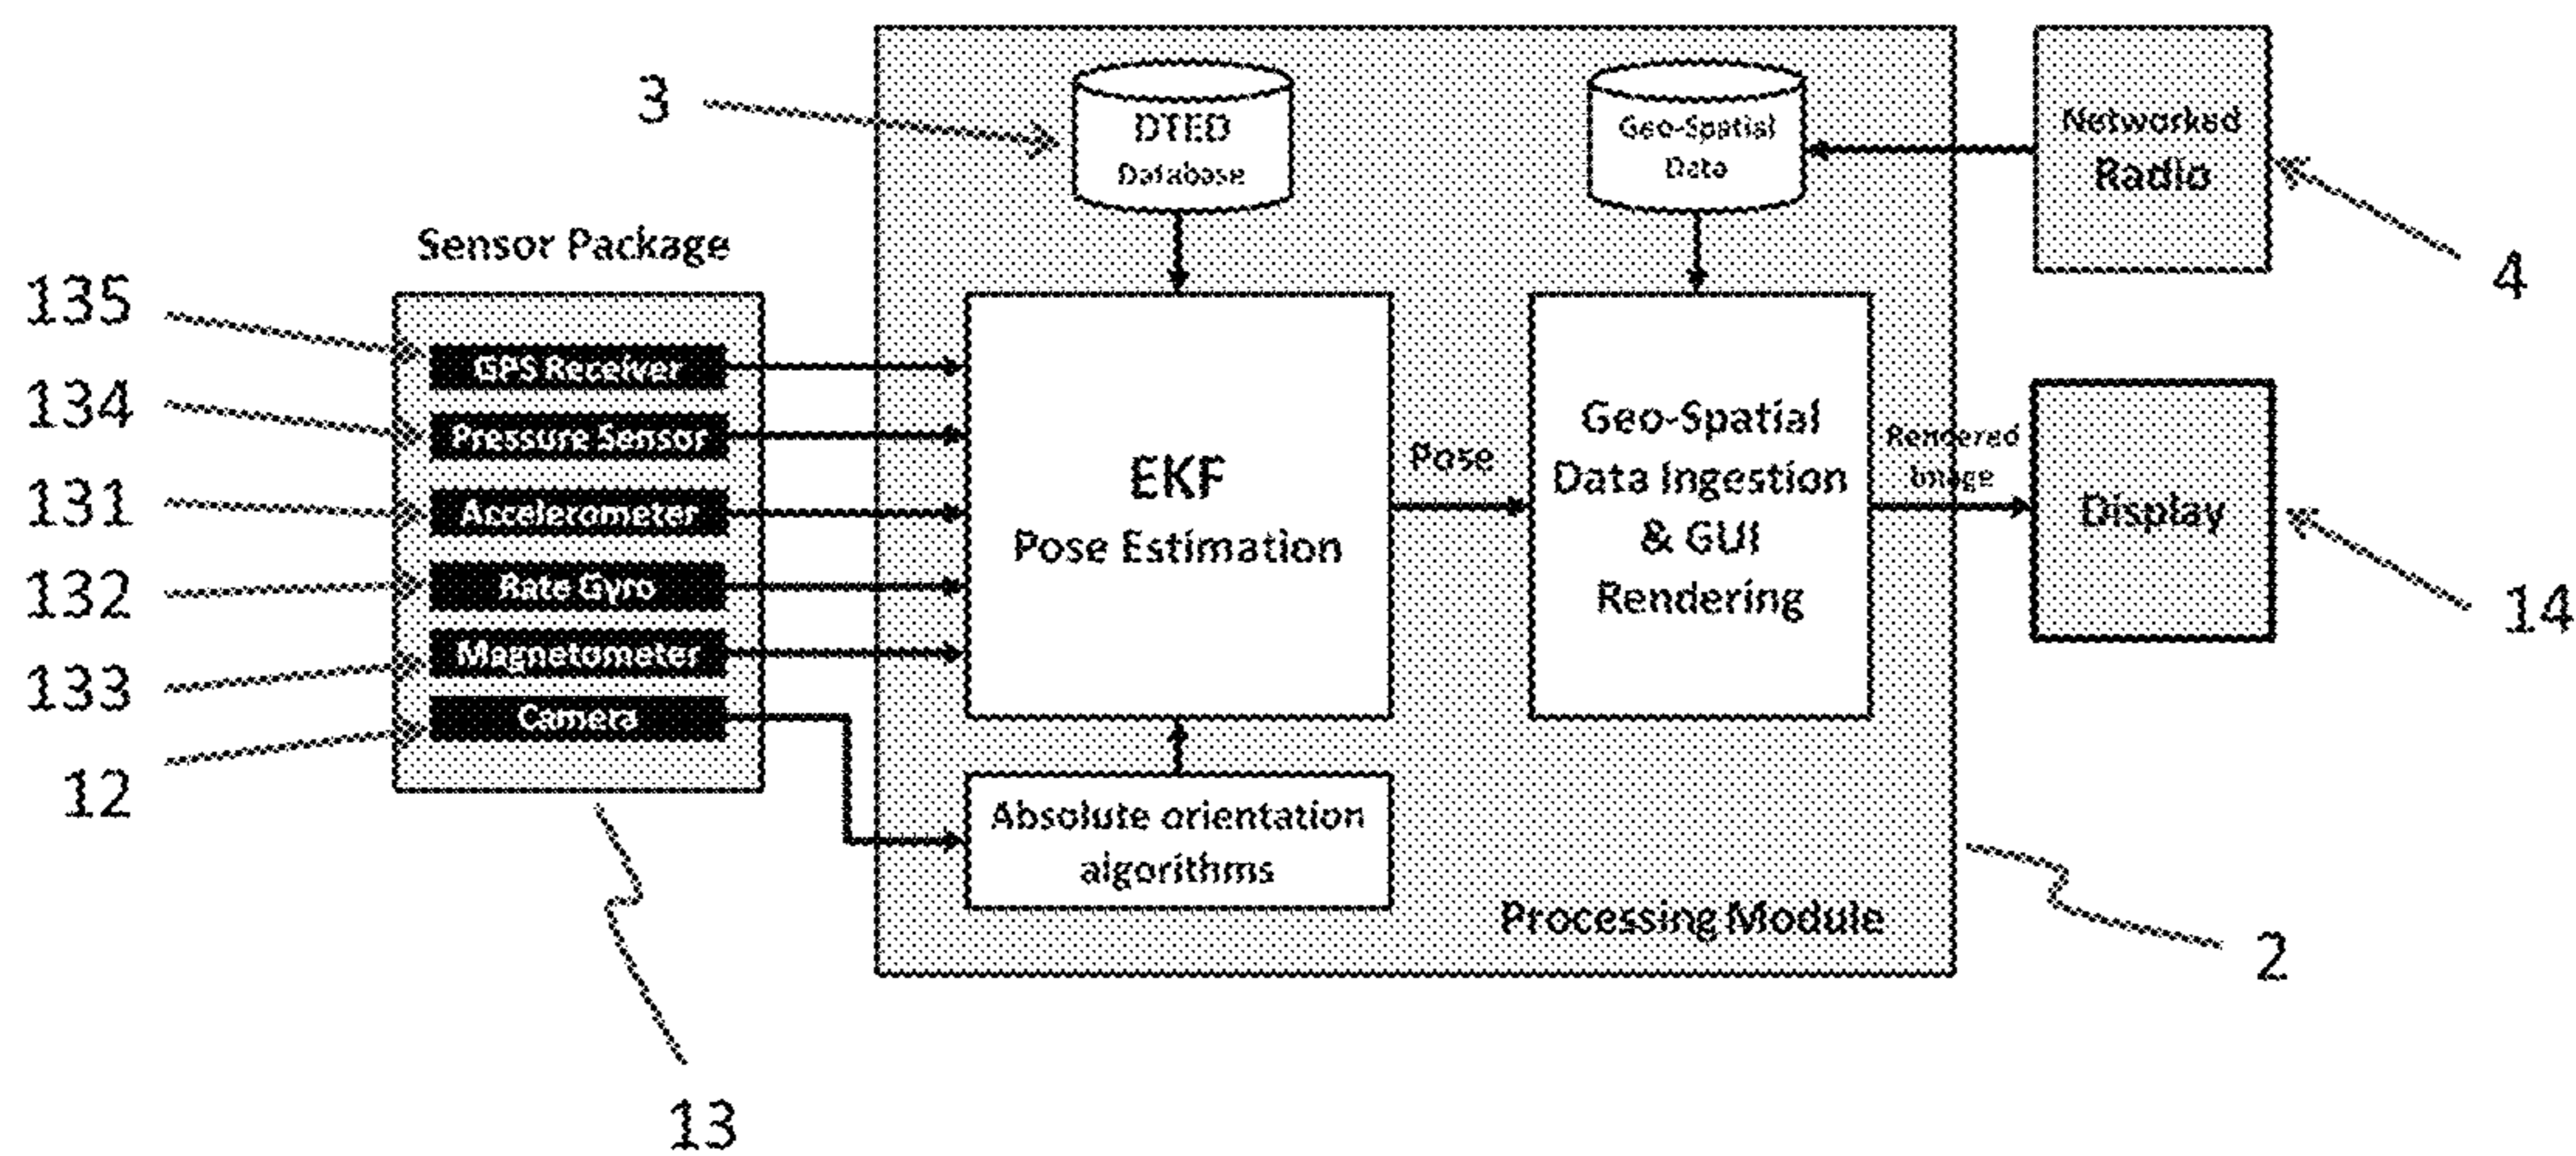 3
DTED
Database
Geo-Spatial
Data
Networked
Radio
4
Sensor Package
135
GPS Receiver
134
Pressure Sensor
131
Accelerometer
132
Rate Gyro
133
Magnetometer
12
Camera
13
EKF
Pose Estimation
Pose
Geo-Spatial
Data Ingestion
& GUI
Rendering
Rendered
Image
Display
14
Absolute orientation
algorithms
Processing Module
2